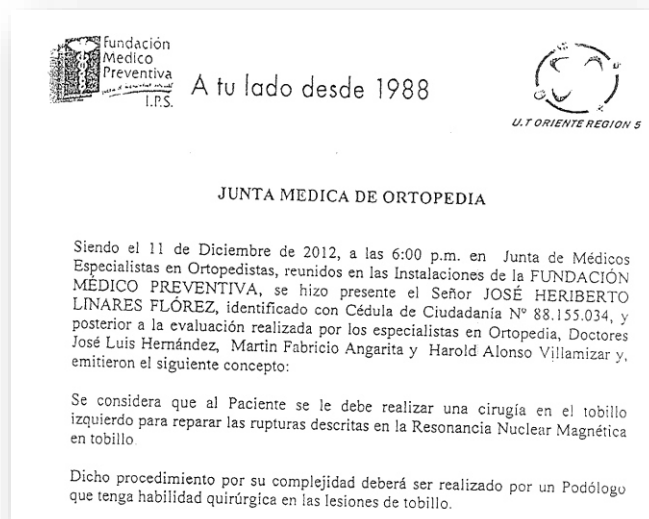 Fundación
Medico
Preventiva
I.P.S.
A tu lado desde 1988
U.T ORIENTE REGION 5
JUNTA MEDICA DE ORTOPEDIA
Siendo el 11 de Diciembre de 2012, a las 6:00 p.m. en Junta de Médicos
Especialistas en Ortopedistas, reunidos en las Instalaciones de la FUNDACIÓN
MÉDICO PREVENTIVA, se hizo presente el Señor JOSÉ HERIBERTO
LINARES FLÓREZ, identificado con Cédula de Ciudadanía Nº 88.155.034, y
posterior a la evaluación realizada por los especialistas en Ortopedia, Doctores
José Luis Hernández, Martin Fabricio Angarita y Harold Alonso Villamizar y,
emitieron el siguiente concepto:
Se considera que al Paciente se le debe realizar una cirugía en el tobillo
izquierdo para reparar las rupturas descritas en la Resonancia Nuclear Magnética
en tobillo.
Dicho procedimiento por su complejidad deberá ser realizado por un Podólogo
que tenga habilidad quirúrgica en las lesiones de tobillo.